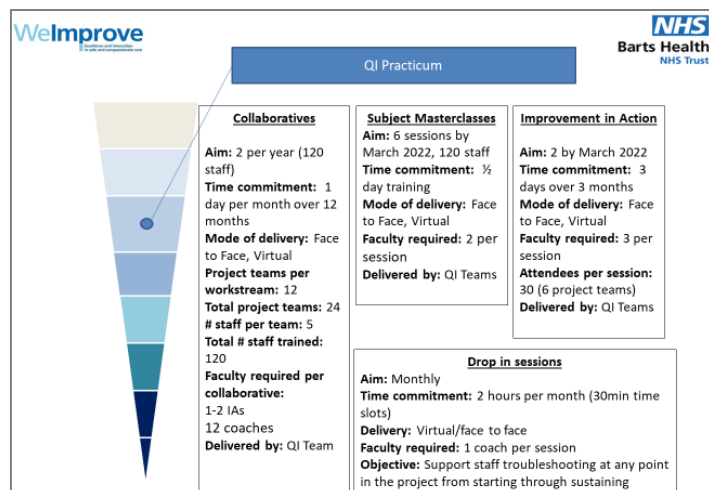 WeImprove
Excellence and innovation
in safe and compassionate care
NHS
Barts Health
NHS Trust
QI Practicum
Collaboratives
Aim: 2 per year (120
staff)
Time commitment: 1
day per month over 12
months
Mode of delivery: Face
to Face, Virtual
Project teams per
workstream: 12
Total project teams: 24
# staff per team: 5
Total # staff trained:
120
Faculty required per
collaborative:
1-2 IAs
12 coaches
Delivered by: QI Team
Subject Masterclasses
Aim: 6 sessions by
March 2022, 120 staff
Time commitment: ½
day training
Mode of delivery: Face
to Face, Virtual
Faculty required: 2 per
session
Delivered by: QI Teams
Improvement in Action
Aim: 2 by March 2022
Time commitment: 3
days over 3 months
Mode of delivery: Face
to Face, Virtual
Faculty required: 3 per
session
Attendees per session:
30 (6 project teams)
Delivered by: QI Teams
Drop in sessions
Aim: Monthly
Time commitment: 2 hours per month (30min time
slots)
Delivery: Virtual/face to face
Faculty required: 1 coach per session
Objective: Support staff troubleshooting at any point
in the project from starting through sustaining